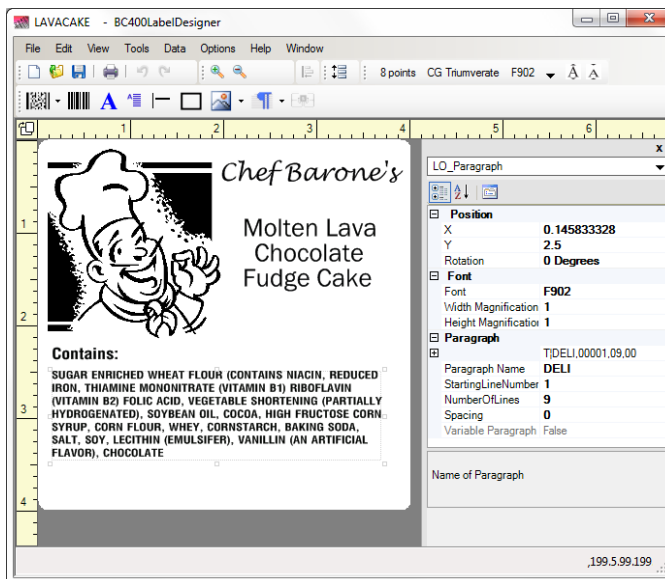 LAVACAKE - BC400LabelDesigner
File Edit View Tools Data Options Help Window
8 points CG Triumverate F902
1 2 3 4 5 6
Chef Barone's
Molten Lava
Chocolate
Fudge Cake
1
2
3
4
Contains:
SUGAR ENRICHED WHEAT FLOUR (CONTAINS NIACIN, REDUCED
IRON, THIAMINE MONONITRATE (VITAMIN B1) RIBOFLAVIN
(VITAMIN B2) FOLIC ACID, VEGETABLE SHORTENING (PARTIALLY
HYDROGENATED), SOYBEAN OIL, COCOA, HIGH FRUCTOSE CORN
SYRUP, CORN FLOUR, WHEY, CORNSTARCH, BAKING SODA,
SALT, SOY, LECITHIN (EMULSIFER), VANILLIN (AN ARTIFICIAL
FLAVOR), CHOCOLATE
x
LO_Paragraph
Position
X 0.145833328
Y 2.5
Rotation 0 Degrees
Font
Font F902
Width Magnification 1
Height Magnificatior 1
Paragraph
T|DELI,00001,09,00
Paragraph Name DELI
StartingLineNumber 1
NumberOfLines 9
Spacing 0
Variable Paragraph False
Name of Paragraph
,199.5.99.199